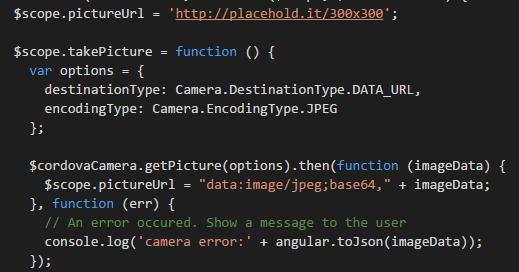 $scope.pictureUrl = 'http://placehold.it/300x300';
$scope.takePicture = function () {
var options = {
destinationType: Camera.DestinationType.DATA_URL,
encodingType: Camera.EncodingType.JPEG
};
$cordovaCamera.getPicture(options).then(function (imageData) {
$scope.pictureUrl = "data:image/jpeg;base64," + imageData;
}, function (err) {
// An error occured. Show a message to the user
console.log('camera error:' + angular.toJson(imageData));
});